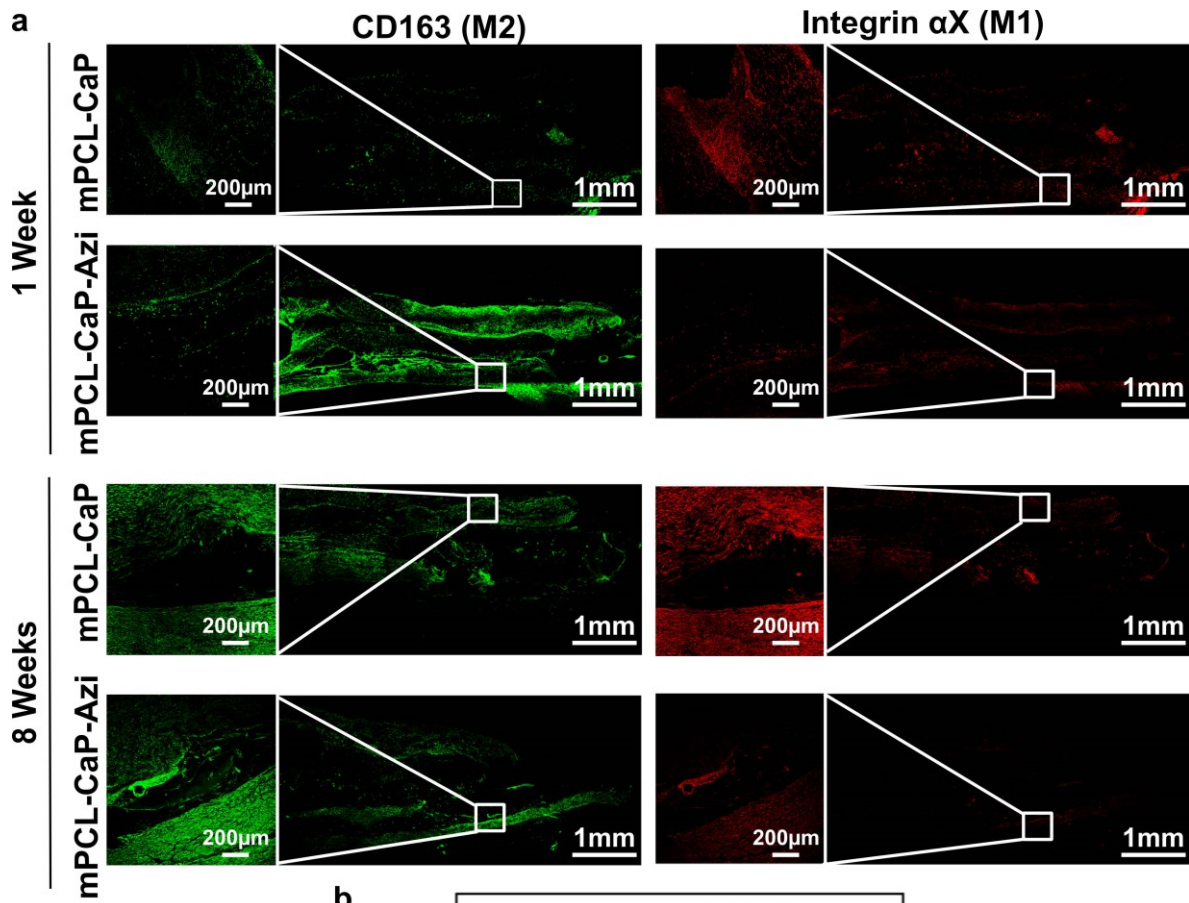 a
CD163 (M2)
Integrin αX (M1)
1 Week
mPCL-CaP
200µm
1mm
200µm
1mm
mPCL-CaP-Azi
200µm
1mm
200µm
1mm
8 Weeks
mPCL-CaP
200µm
1mm
200µm
1mm
mPCL-CaP-Azi
200µm
1mm
200µm
1mm
b